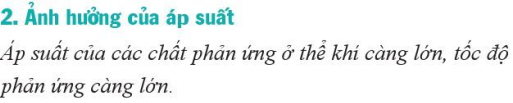 2. Ảnh hưởng của áp suất
Áp suất của các chất phản ứng ở thể khí càng lớn, tốc độ
phản ứng càng lớn.